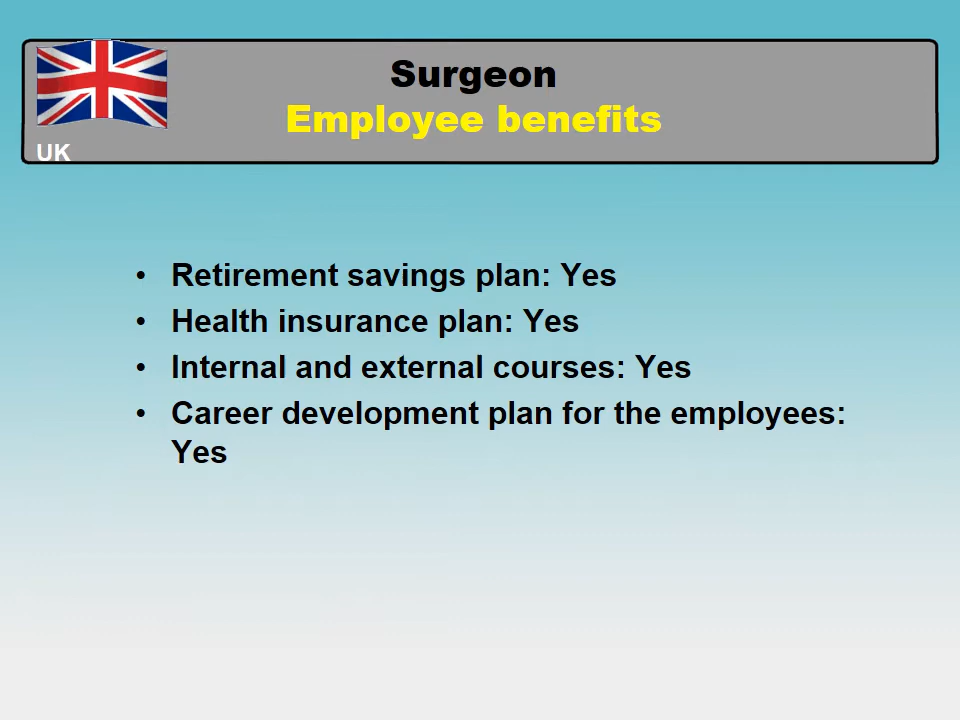 Surgeon
Employee benefits
UK
• Retirement savings plan: Yes
• Health insurance plan: Yes
• Internal and external courses: Yes
• Career development plan for the employees:
Yes